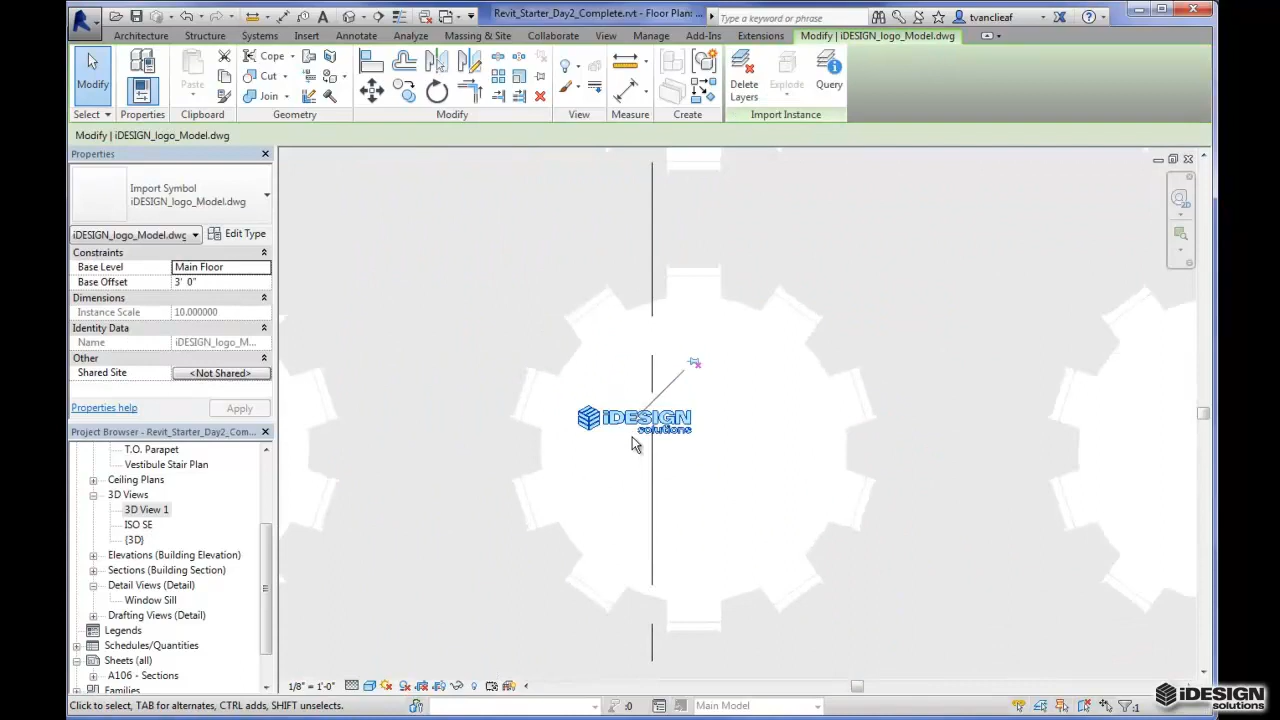 Revit_Starter_Day2_Complete.rvt - Floor Plan:
Type a keyword or phrase
tvanclief
Architecture Structure Systems Insert Annotate Analyze Massing & Site Collaborate View Manage Add-Ins Extensions Modify | iDESIGN_logo_Model.dwg
Modify
Paste
Cope
Cut
Join
Delete Layers
Explode
Query
Select Properties Clipboard Geometry Modify View Measure Create Import Instance
Modify | iDESIGN_logo_Model.dwg
Properties
Import Symbol
iDESIGN_logo_Model.dwg
iDESIGN_logo_Model.dwg Edit Type
Constraints
Base Level Main Floor
Base Offset 3' 0"
Dimensions
Instance Scale 10.000000
Identity Data
Name iDESIGN_logo_M...
Other
Shared Site <Not Shared>
Properties help Apply
Project Browser - Revit_Starter_Day2_Com...
T.O. Parapet
Vestibule Stair Plan
Ceiling Plans
3D Views
3D View 1
ISO SE
{3D}
Elevations (Building Elevation)
Sections (Building Section)
Detail Views (Detail)
Window Sill
Drafting Views (Detail)
Legends
Schedules/Quantities
Sheets (all)
A106 - Sections
Families
2D
iDESIGN
solutions
1/8" = 1'-0"
Click to select, TAB for alternates, CTRL adds, SHIFT unselects.
:0
Main Model
:1
iDESIGN
solutions